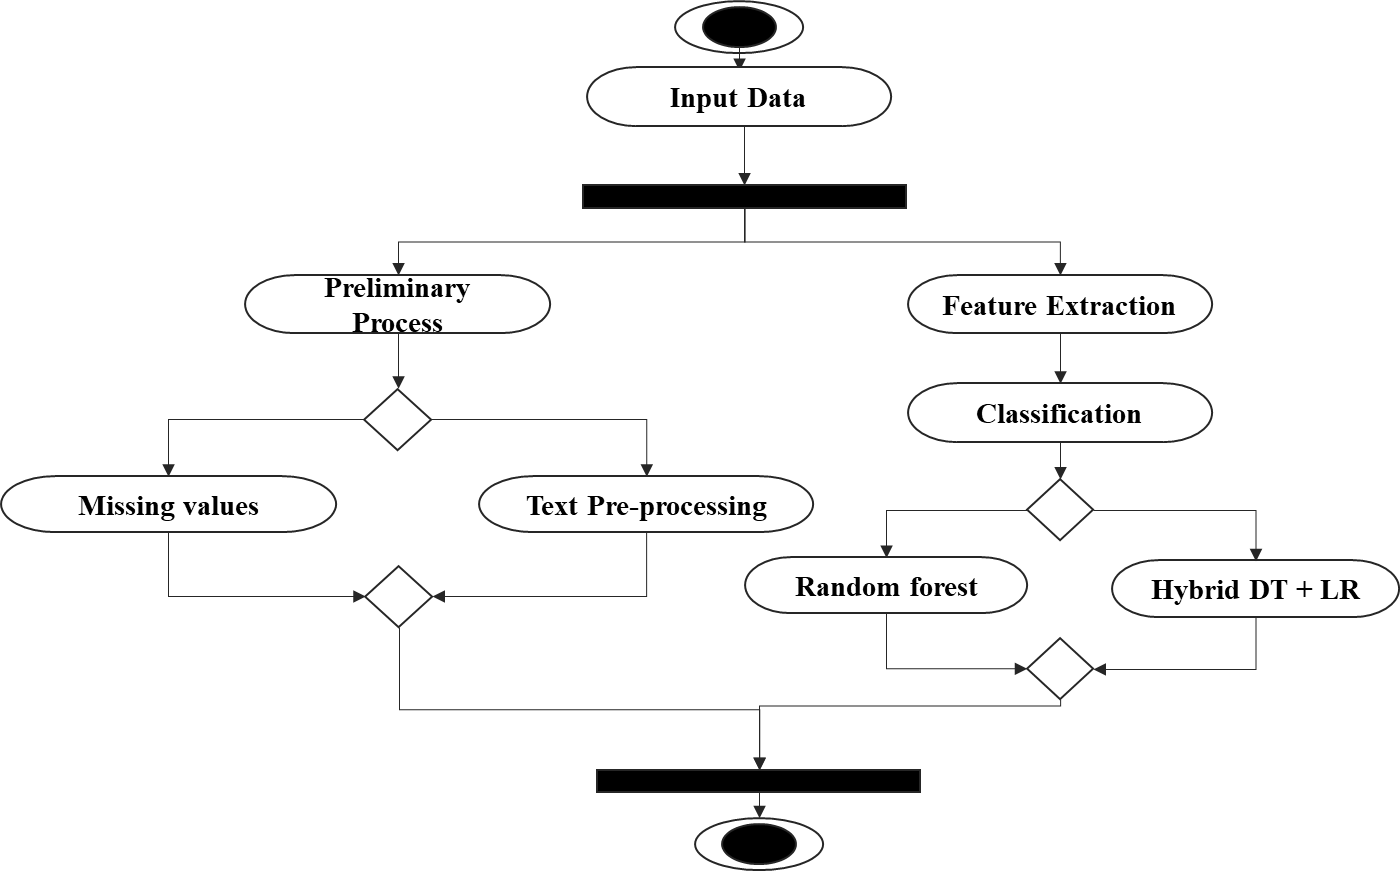 Input Data
Preliminary
Process
Feature Extraction
Classification
Missing values
Text Pre-processing
Random forest
Hybrid DT + LR